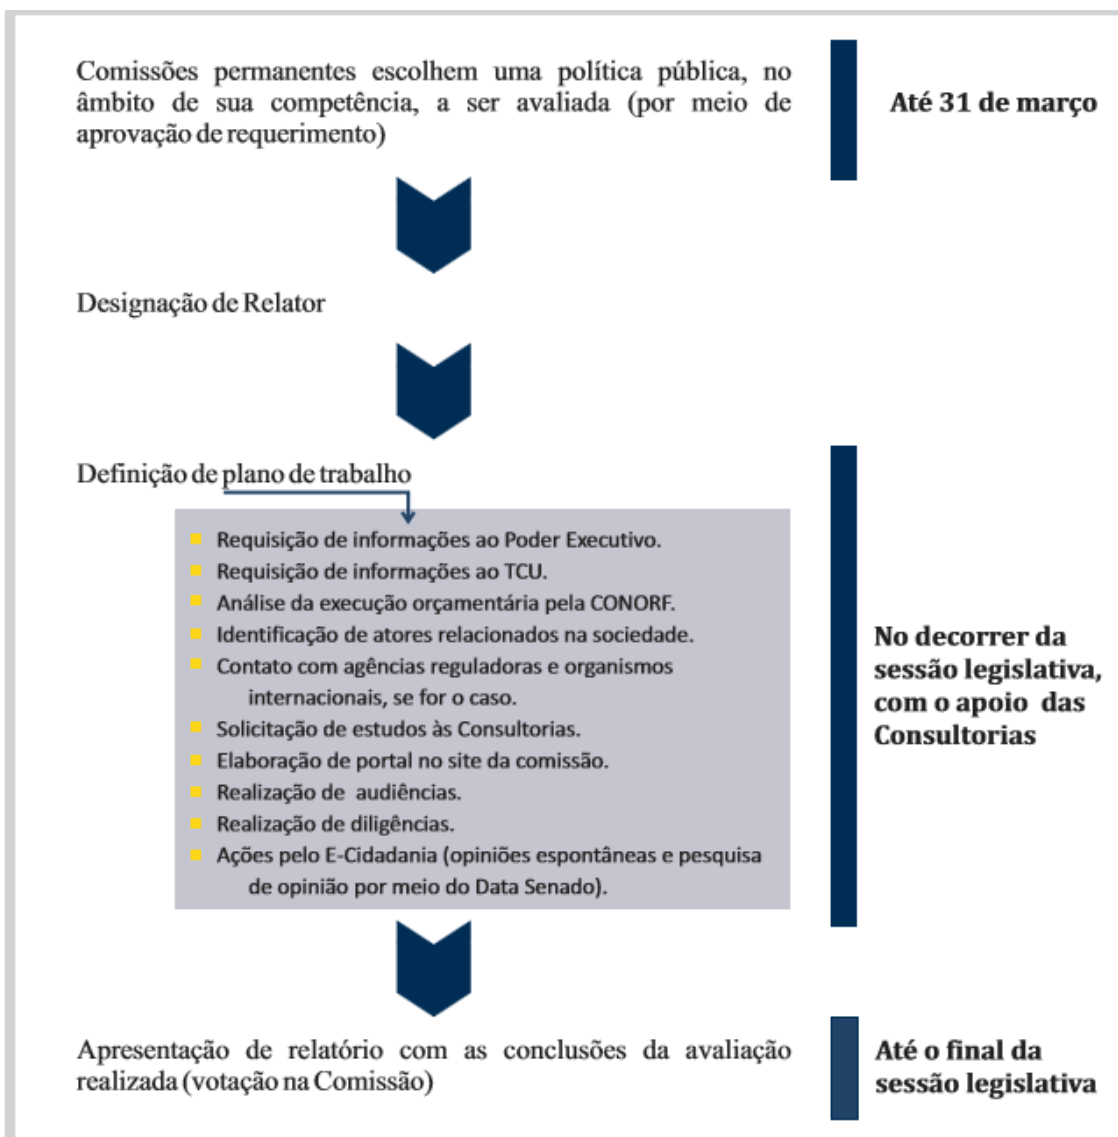 Comissões permanentes escolhem uma política pública, no
âmbito de sua competência, a ser avaliada (por meio de
aprovação de requerimento)
Até 31 de março
Designação de Relator
Definição de plano de trabalho
Requisição de informações ao Poder Executivo.
Requisição de informações ao TCU.
Análise da execução orçamentária pela CONORF.
Identificação de atores relacionados na sociedade.
Contato com agências reguladoras e organismos
internacionais, se for o caso.
Solicitação de estudos às Consultorias.
Elaboração de portal no site da comissão.
Realização de audiências.
Realização de diligências.
Ações pelo E-Cidadania (opiniões espontâneas e pesquisa
de opinião por meio do Data Senado).
No decorrer da
sessão legislativa,
com o apoio das
Consultorias
Apresentação de relatório com as conclusões da avaliação
realizada (votação na Comissão)
Até o final da
sessão legislativa